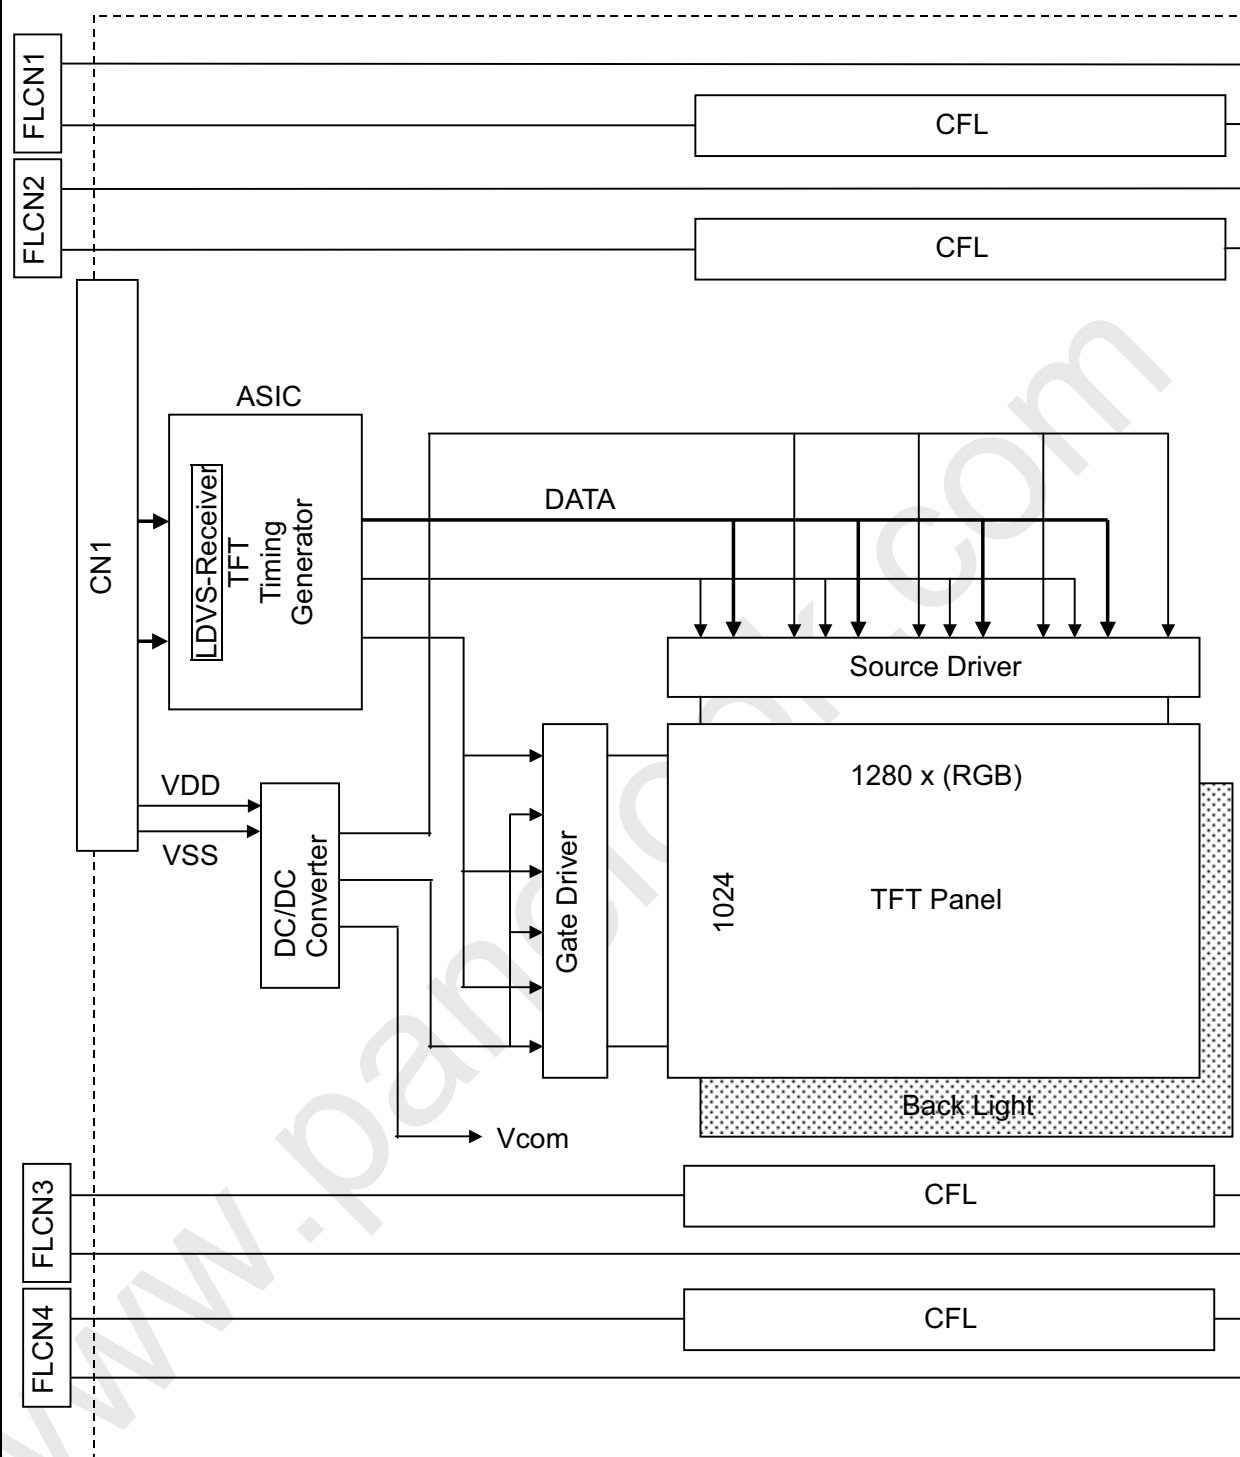 FLCN1
CFL
FLCN2
CFL
ASIC
CN1
LDVS-Receiver
TFT
Timing
Generator
DATA
Source Driver
VDD
VSS
DC/DC
Converter
Gate Driver
1280 x (RGB)
1024
TFT Panel
Back Light
Vcom
FLCN3
CFL
FLCN4
CFL
www.panelook.com